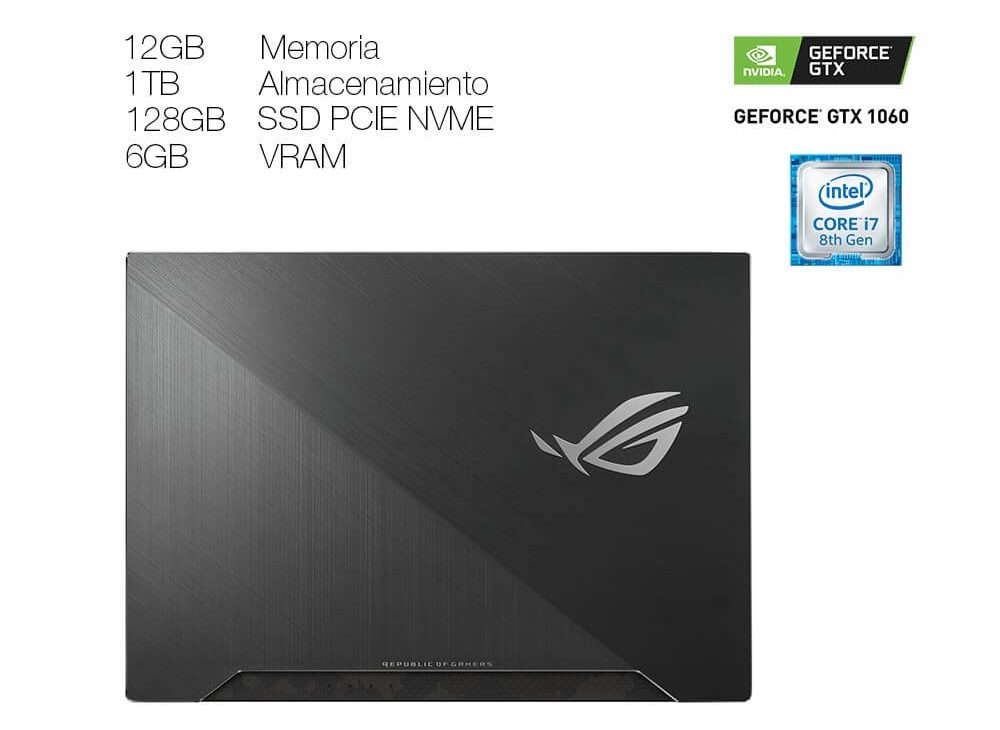 12GB Memoria
1TB Almacenamiento
128GB SSD PCIE NVME
6GB VRAM
NVIDIA. GEFORCE®
GTX
GEFORCE® GTX 1060
intel®
CORE™ i7
8th Gen
REPUBLIC OF GAMERS